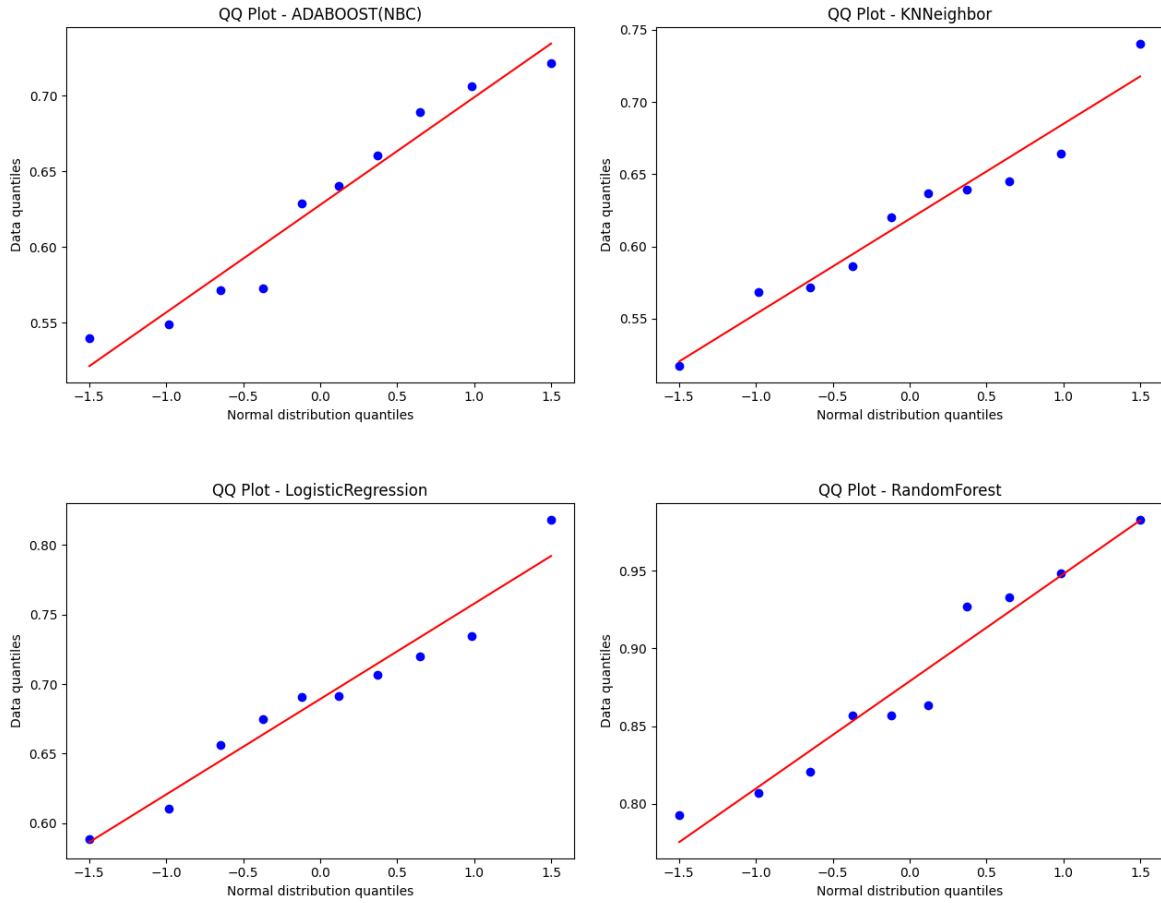 QQ Plot - ADABOOST(NBC)
Data quantiles
0.70
0.65
0.60
0.55
−1.5 −1.0 −0.5 0.0 0.5 1.0 1.5
Normal distribution quantiles
QQ Plot - KNNeighbor
Data quantiles
0.75
0.70
0.65
0.60
0.55
−1.5 −1.0 −0.5 0.0 0.5 1.0 1.5
Normal distribution quantiles
QQ Plot - LogisticRegression
Data quantiles
0.80
0.75
0.70
0.65
0.60
−1.5 −1.0 −0.5 0.0 0.5 1.0 1.5
Normal distribution quantiles
QQ Plot - RandomForest
Data quantiles
0.95
0.90
0.85
0.80
−1.5 −1.0 −0.5 0.0 0.5 1.0 1.5
Normal distribution quantiles